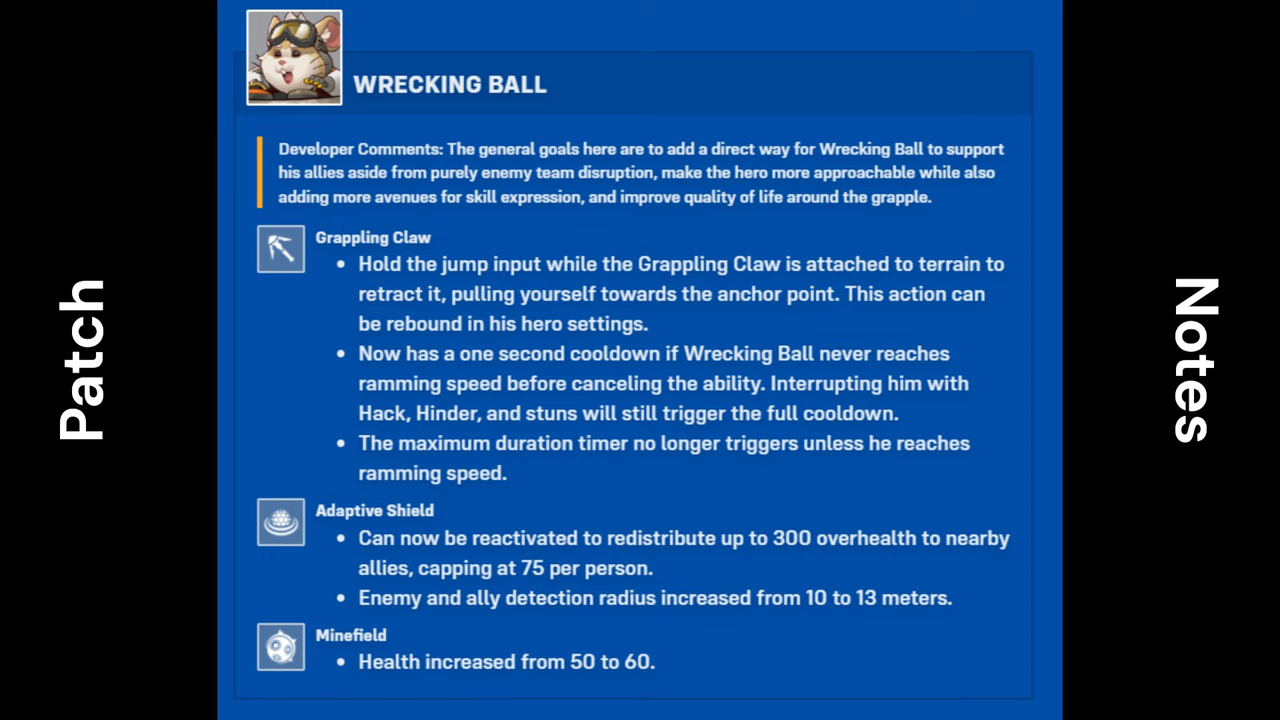 Patch
WRECKING BALL
Developer Comments: The general goals here are to add a direct way for Wrecking Ball to support
his allies aside from purely enemy team disruption, make the hero more approachable while also
adding more avenues for skill expression, and improve quality of life around the grapple.
Grappling Claw
• Hold the jump input while the Grappling Claw is attached to terrain to
retract it, pulling yourself towards the anchor point. This action can
be rebound in his hero settings.
• Now has a one second cooldown if Wrecking Ball never reaches
ramming speed before canceling the ability. Interrupting him with
Hack, Hinder, and stuns will still trigger the full cooldown.
• The maximum duration timer no longer triggers unless he reaches
ramming speed.
Adaptive Shield
• Can now be reactivated to redistribute up to 300 overhealth to nearby
allies, capping at 75 per person.
• Enemy and ally detection radius increased from 10 to 13 meters.
Minefield
• Health increased from 50 to 60.
Notes